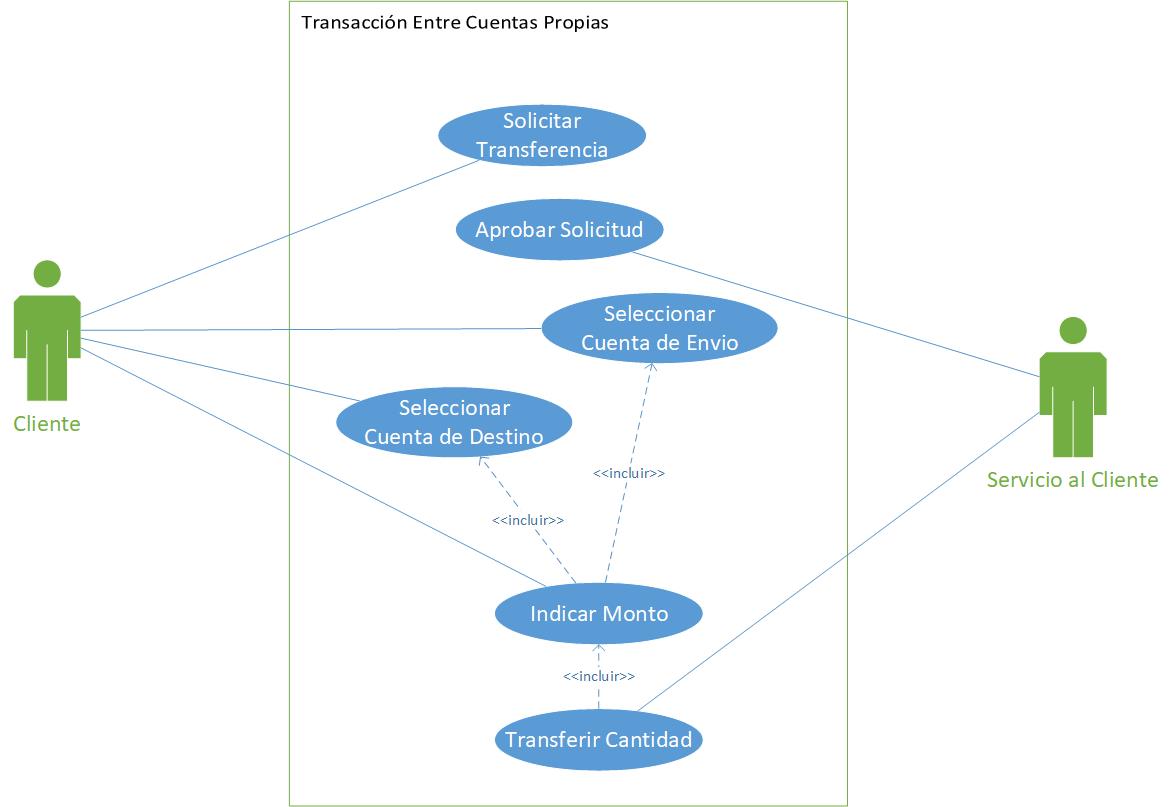 Transacción Entre Cuentas Propias
Solicitar
Transferencia
Aprobar Solicitud
Seleccionar
Cuenta de Envio
Seleccionar
Cuenta de Destino
Cliente
<<incluir>>
Servicio al Cliente
<<incluir>>
Indicar Monto
<<incluir>>
Transferir Cantidad